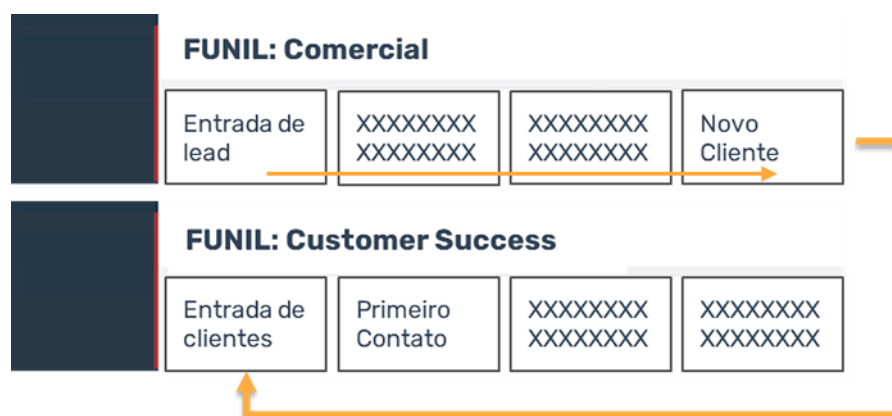 FUNIL: Comercial
Entrada de
lead
XXXXXXXX
XXXXXXXX
XXXXXXXX
XXXXXXXX
Novo
Cliente
FUNIL: Customer Success
Entrada de
clientes
Primeiro
Contato
XXXXXXXX
XXXXXXXX
XXXXXXXX
XXXXXXXX